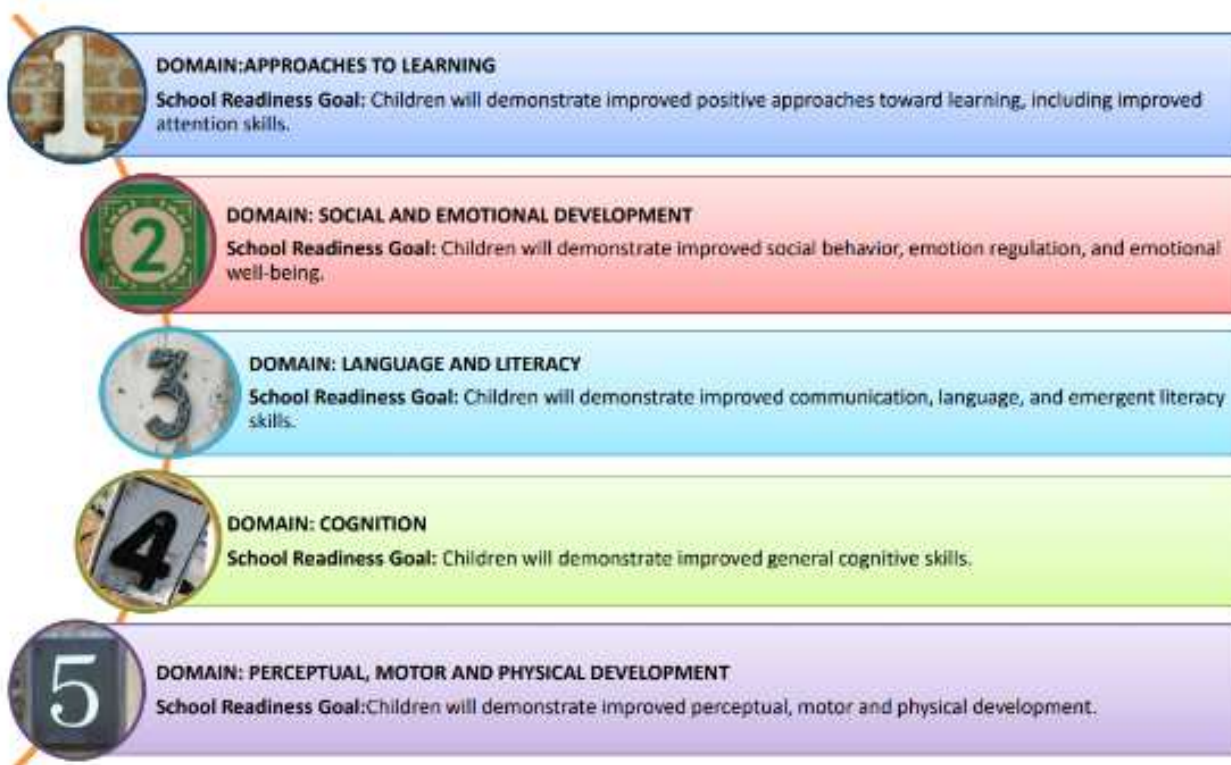 1
DOMAIN:APPROACHES TO LEARNING
School Readiness Goal: Children will demonstrate improved positive approaches toward learning, including improved
attention skills.
2
DOMAIN: SOCIAL AND EMOTIONAL DEVELOPMENT
School Readiness Goal: Children will demonstrate improved social behavior, emotion regulation, and emotional
well-being.
3
DOMAIN: LANGUAGE AND LITERACY
School Readiness Goal: Children will demonstrate improved communication, language, and emergent literacy
skills.
4
DOMAIN: COGNITION
School Readiness Goal: Children will demonstrate improved general cognitive skills.
5
DOMAIN: PERCEPTUAL, MOTOR AND PHYSICAL DEVELOPMENT
School Readiness Goal:Children will demonstrate improved perceptual, motor and physical development.